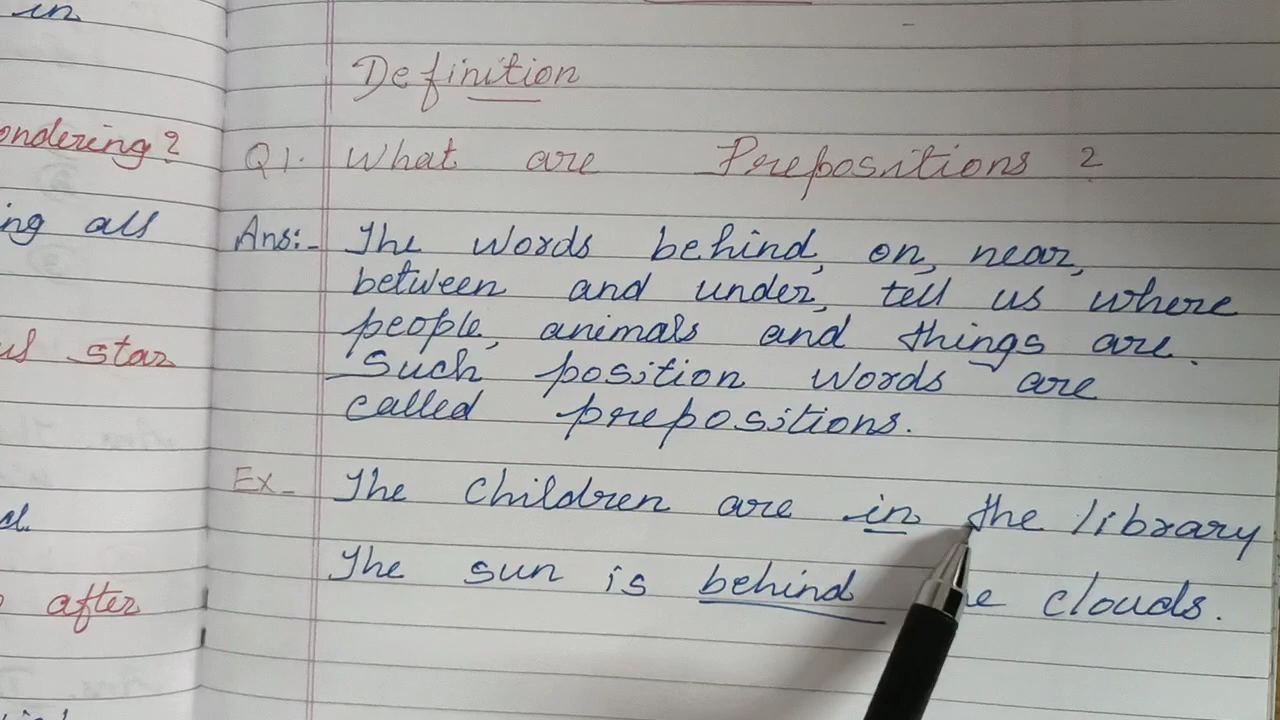 in
ondering?
ing all
star
after
Definition
Q1. What are Prepositions ?
Ans:- The words behind, on, near,
between and under, tell us where
people, animals and things are.
Such position words are
called prepositions.
Ex- The children are in the library
The sun is behind clouds.